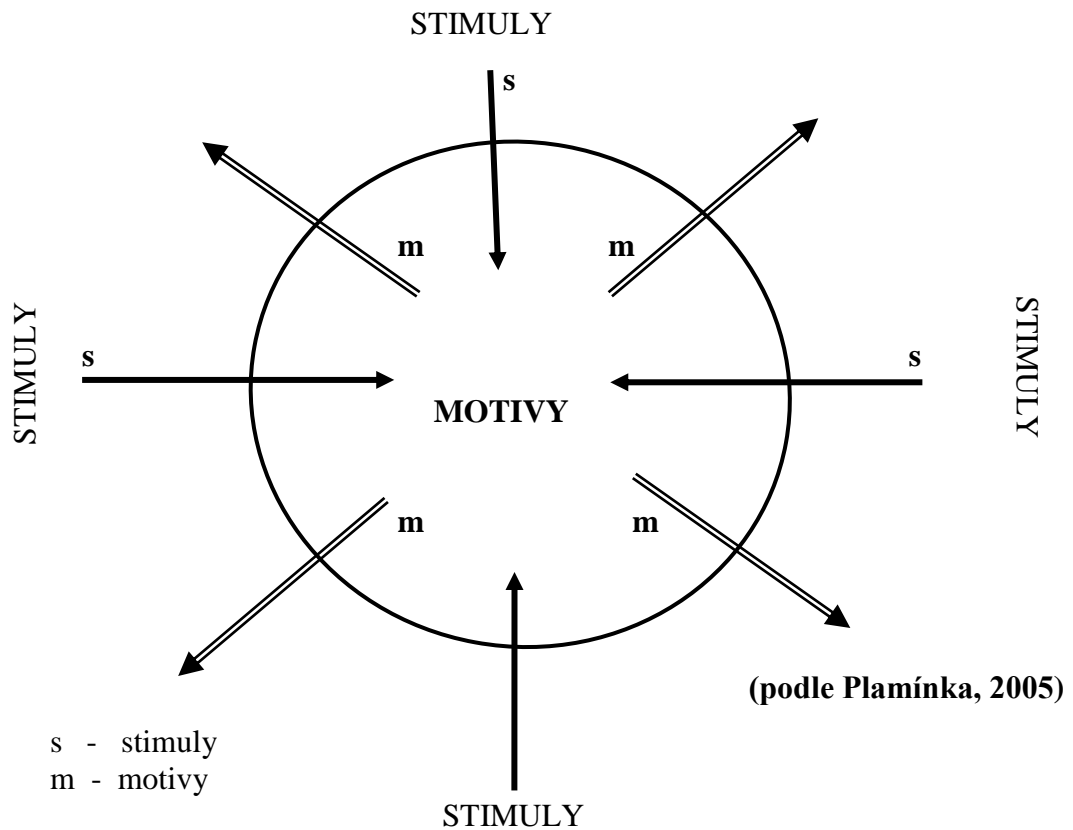 STIMULY
s
m
m
STIMULY
s
s
STIMULY
MOTIVY
m
m
(podle Plamínka, 2005)
s - stimuly
m - motivy
STIMULY